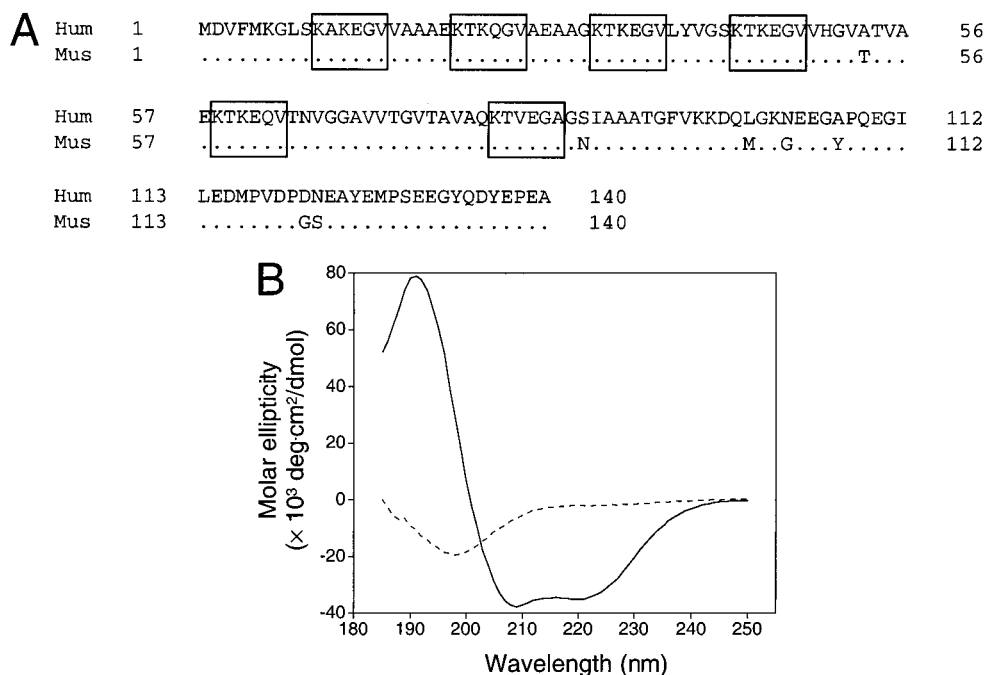 A
Hum 1 MDVFMKGLSKAKEGVVAAAEKTKQGVAEAAGKTKEGVLYVGSKTKEGVVHGVATVA 56
Mus 1 ....................................................T... 56
Hum 57 EKTKEQVTNVGGAVVTGVTAVAQKTVEGAGSIAAATGFVKKDQLGKNEEGAPQEGI 112
Mus 57 ..............................N............M..G...Y..... 112
Hum 113 LEDMPVDPDNEAYEMPSEEGYQDYEPEA 140
Mus 113 ........GS.................. 140
B
Molar ellipticity
(× 10³ deg·cm²/dmol)
80
60
40
20
0
-20
-40
180 190 200 210 220 230 240 250
Wavelength (nm)